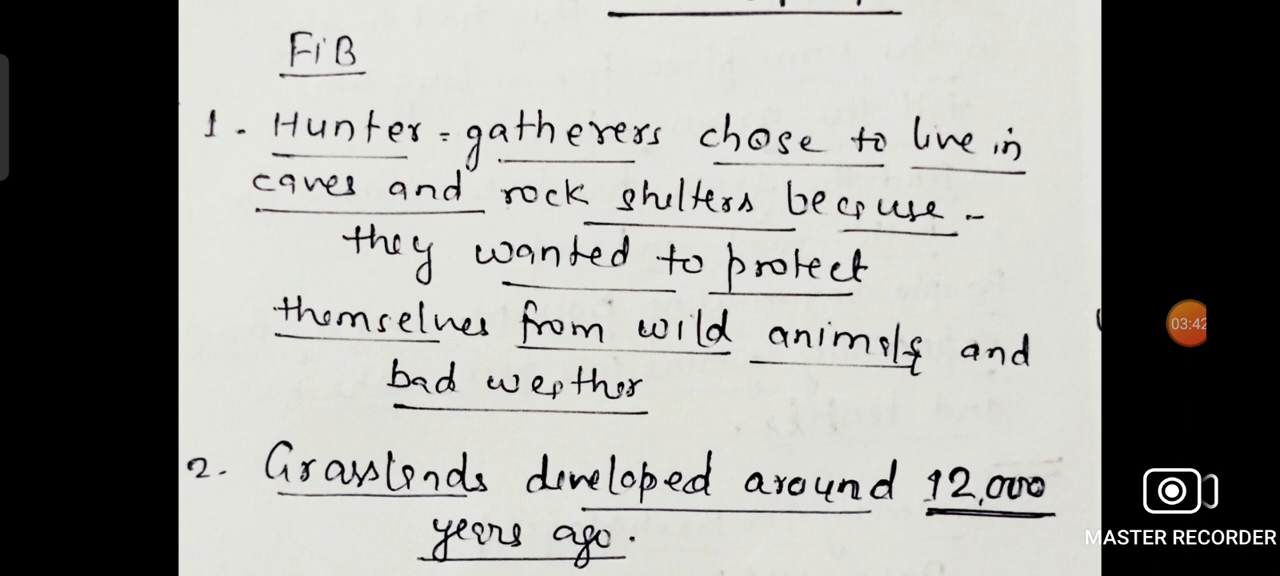 FiB
1. Hunter-gatherers chose to live in
caves and rock shelters because -
they wanted to protect
themselves from wild animals and
bad weather
2. Grasslands developed around 12,000
years ago.
03:42
MASTER RECORDER